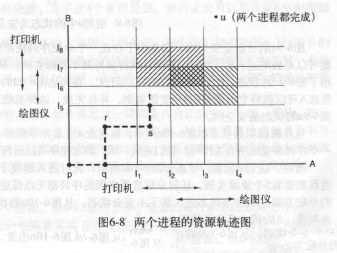 B
• u (两个进程都完成)
打印机
I₈
I₇
I₆
I₅
绘图仪
t
r
s
p
q
I₁
I₂
I₃
I₄
A
打印机
绘图仪
图6-8 两个进程的资源轨迹图